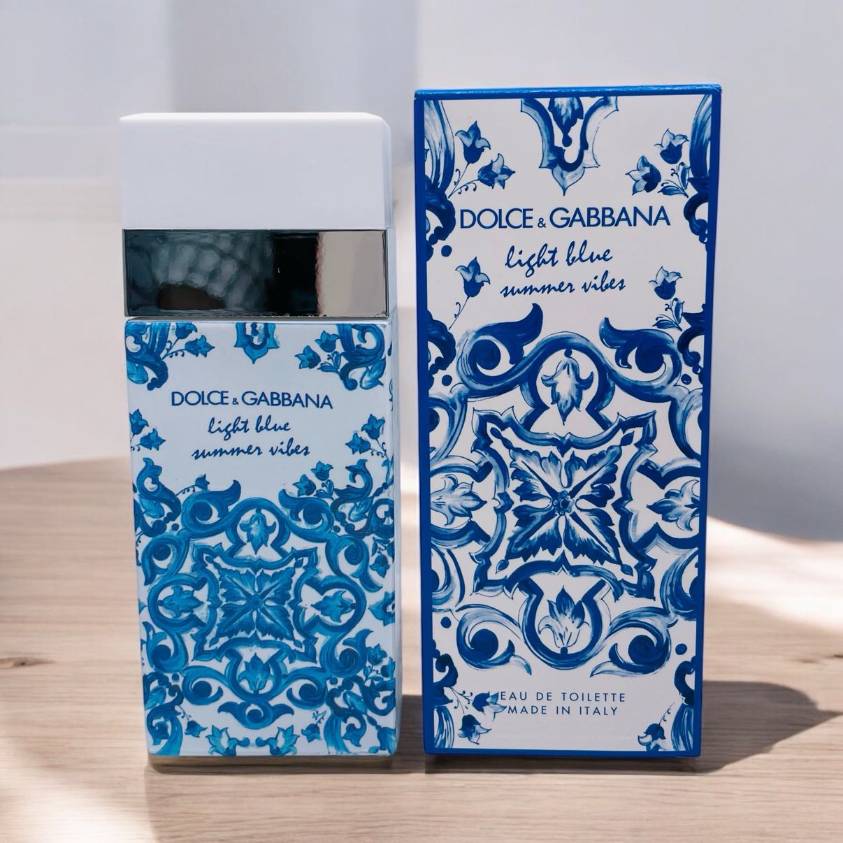 DOLCE & GABBANA
light blue
summer vibes
DOLCE & GABBANA
light blue
summer vibes
EAU DE TOILETTE
MADE IN ITALY